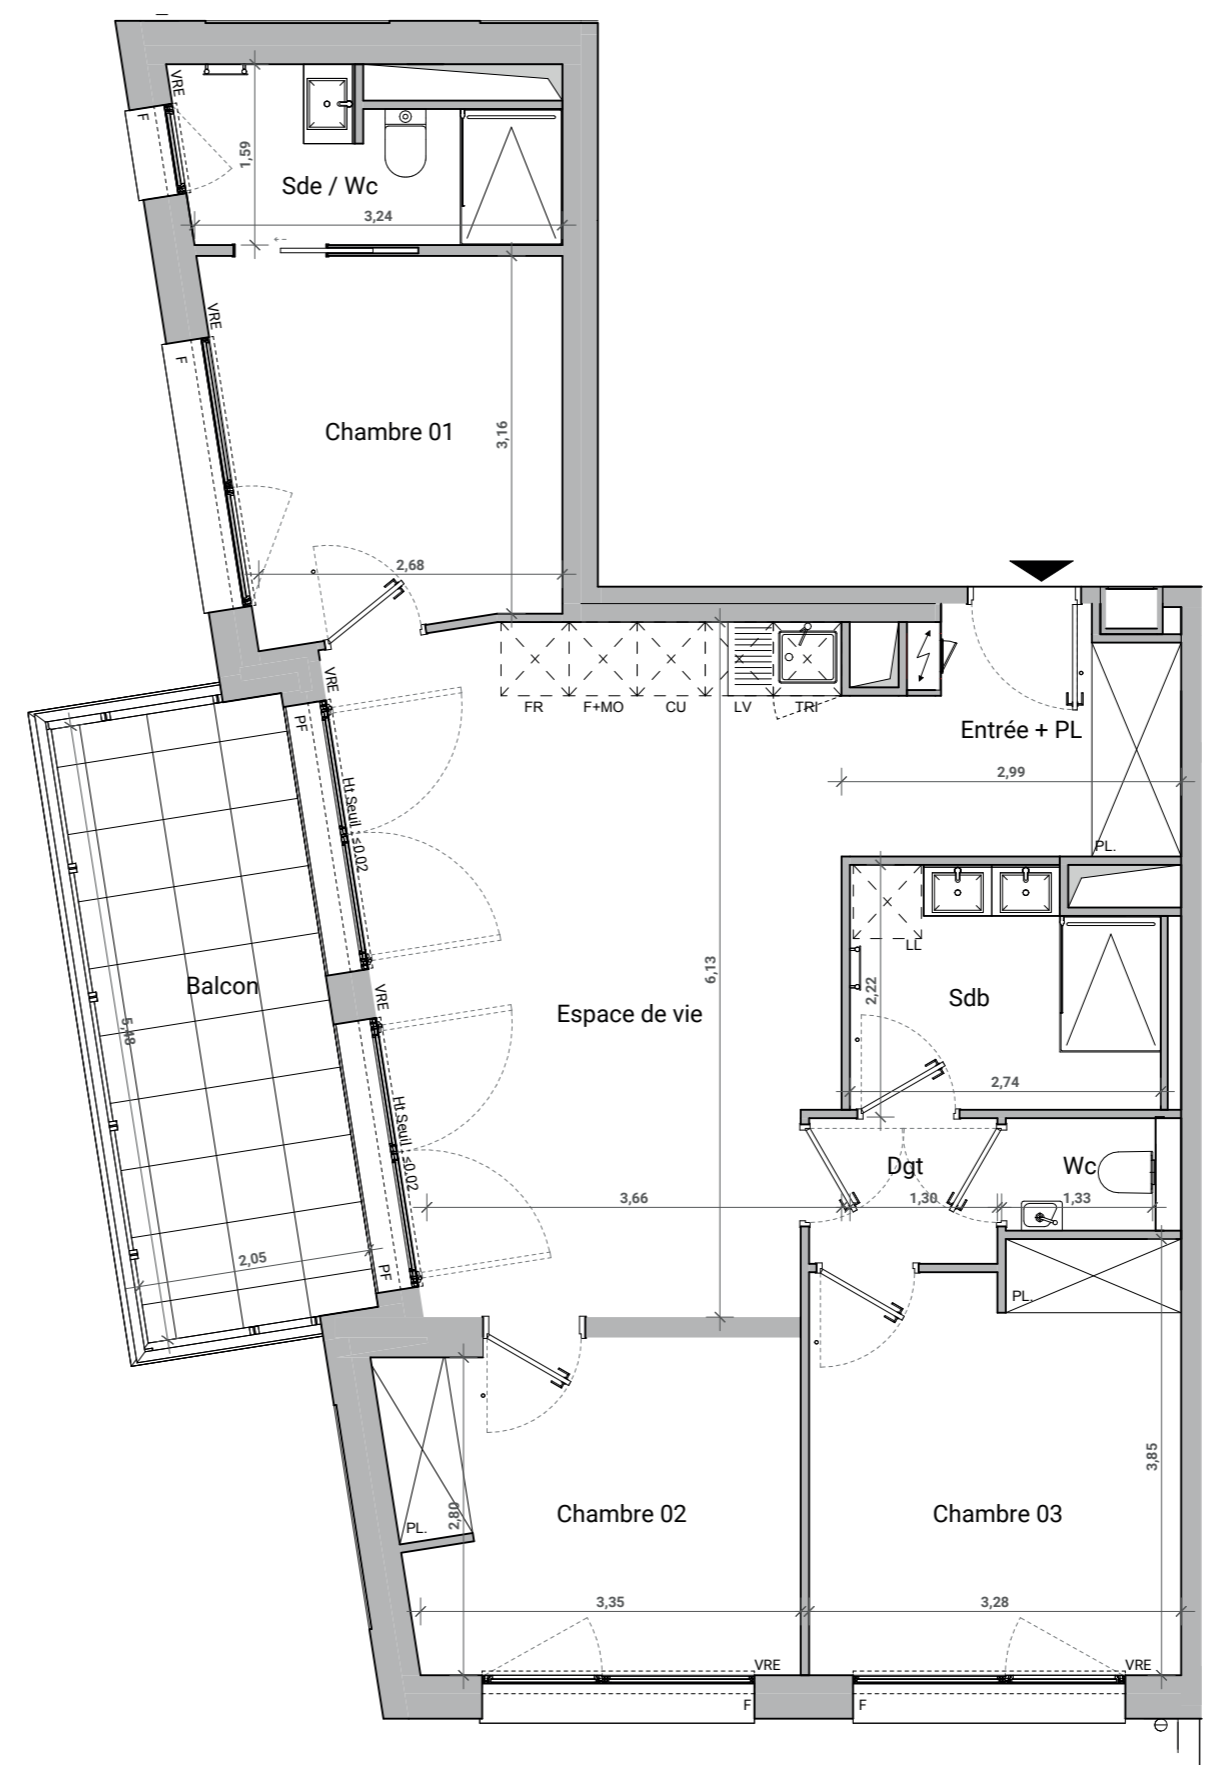 VRE
F
1,59
Sde / Wc
3,24
VRE
F
Chambre 01
3,16
2,68
VRE
FR
F+MO
CU
LV
TRI
Entrée + PL
2,99
PF
Ht Seuil : ≤0.02
PL.
LL
2,22
Sdb
6,13
Balcon
VRE
Espace de vie
5,48
2,74
Ht Seuil : ≤0.02
Dgt
Wc
3,66
1,30
1,33
2,05
PF
PL.
3,85
2,80
PL.
Chambre 02
Chambre 03
3,35
3,28
VRE
VRE
F
F